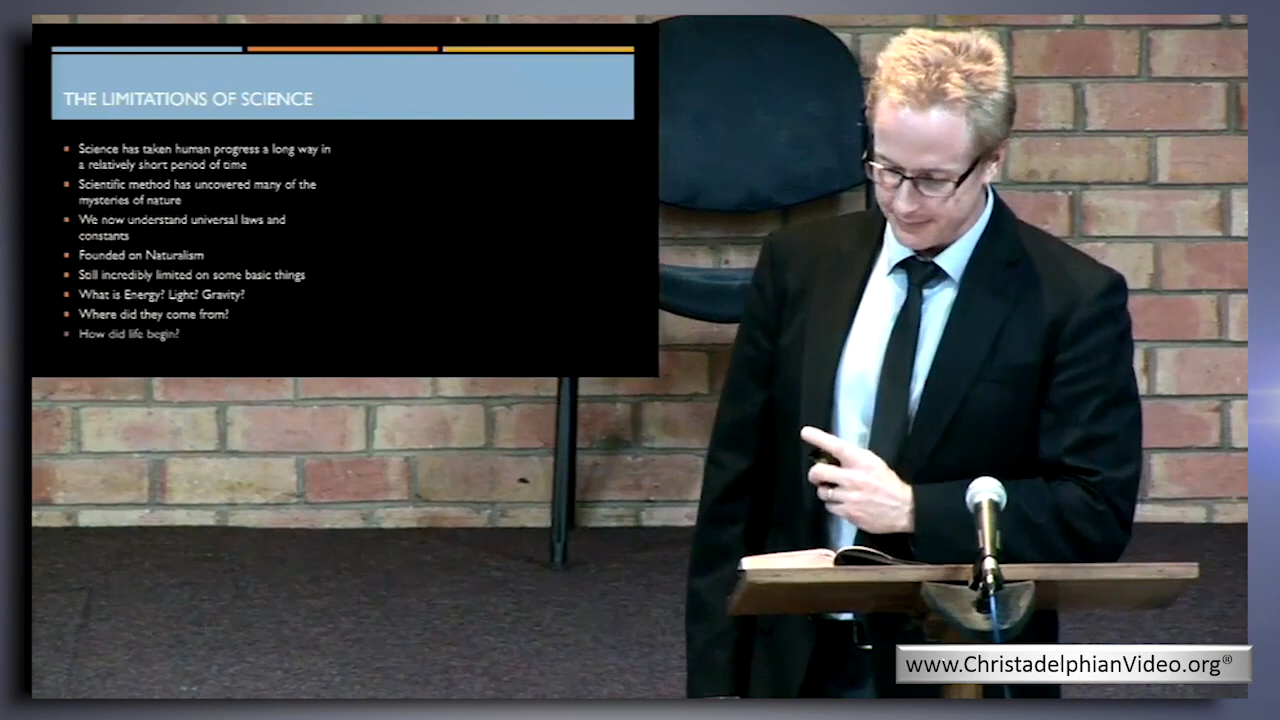 THE LIMITATIONS OF SCIENCE
Science has taken human progress a long way in
a relatively short period of time
Scientific method has uncovered many of the
mysteries of nature
We now understand universal laws and
constants
Founded on Naturalism
Still incredibly limited on some basic things
What is Energy? Light? Gravity?
Where did they come from?
How did life begin?
www.ChristadelphianVideo.org®